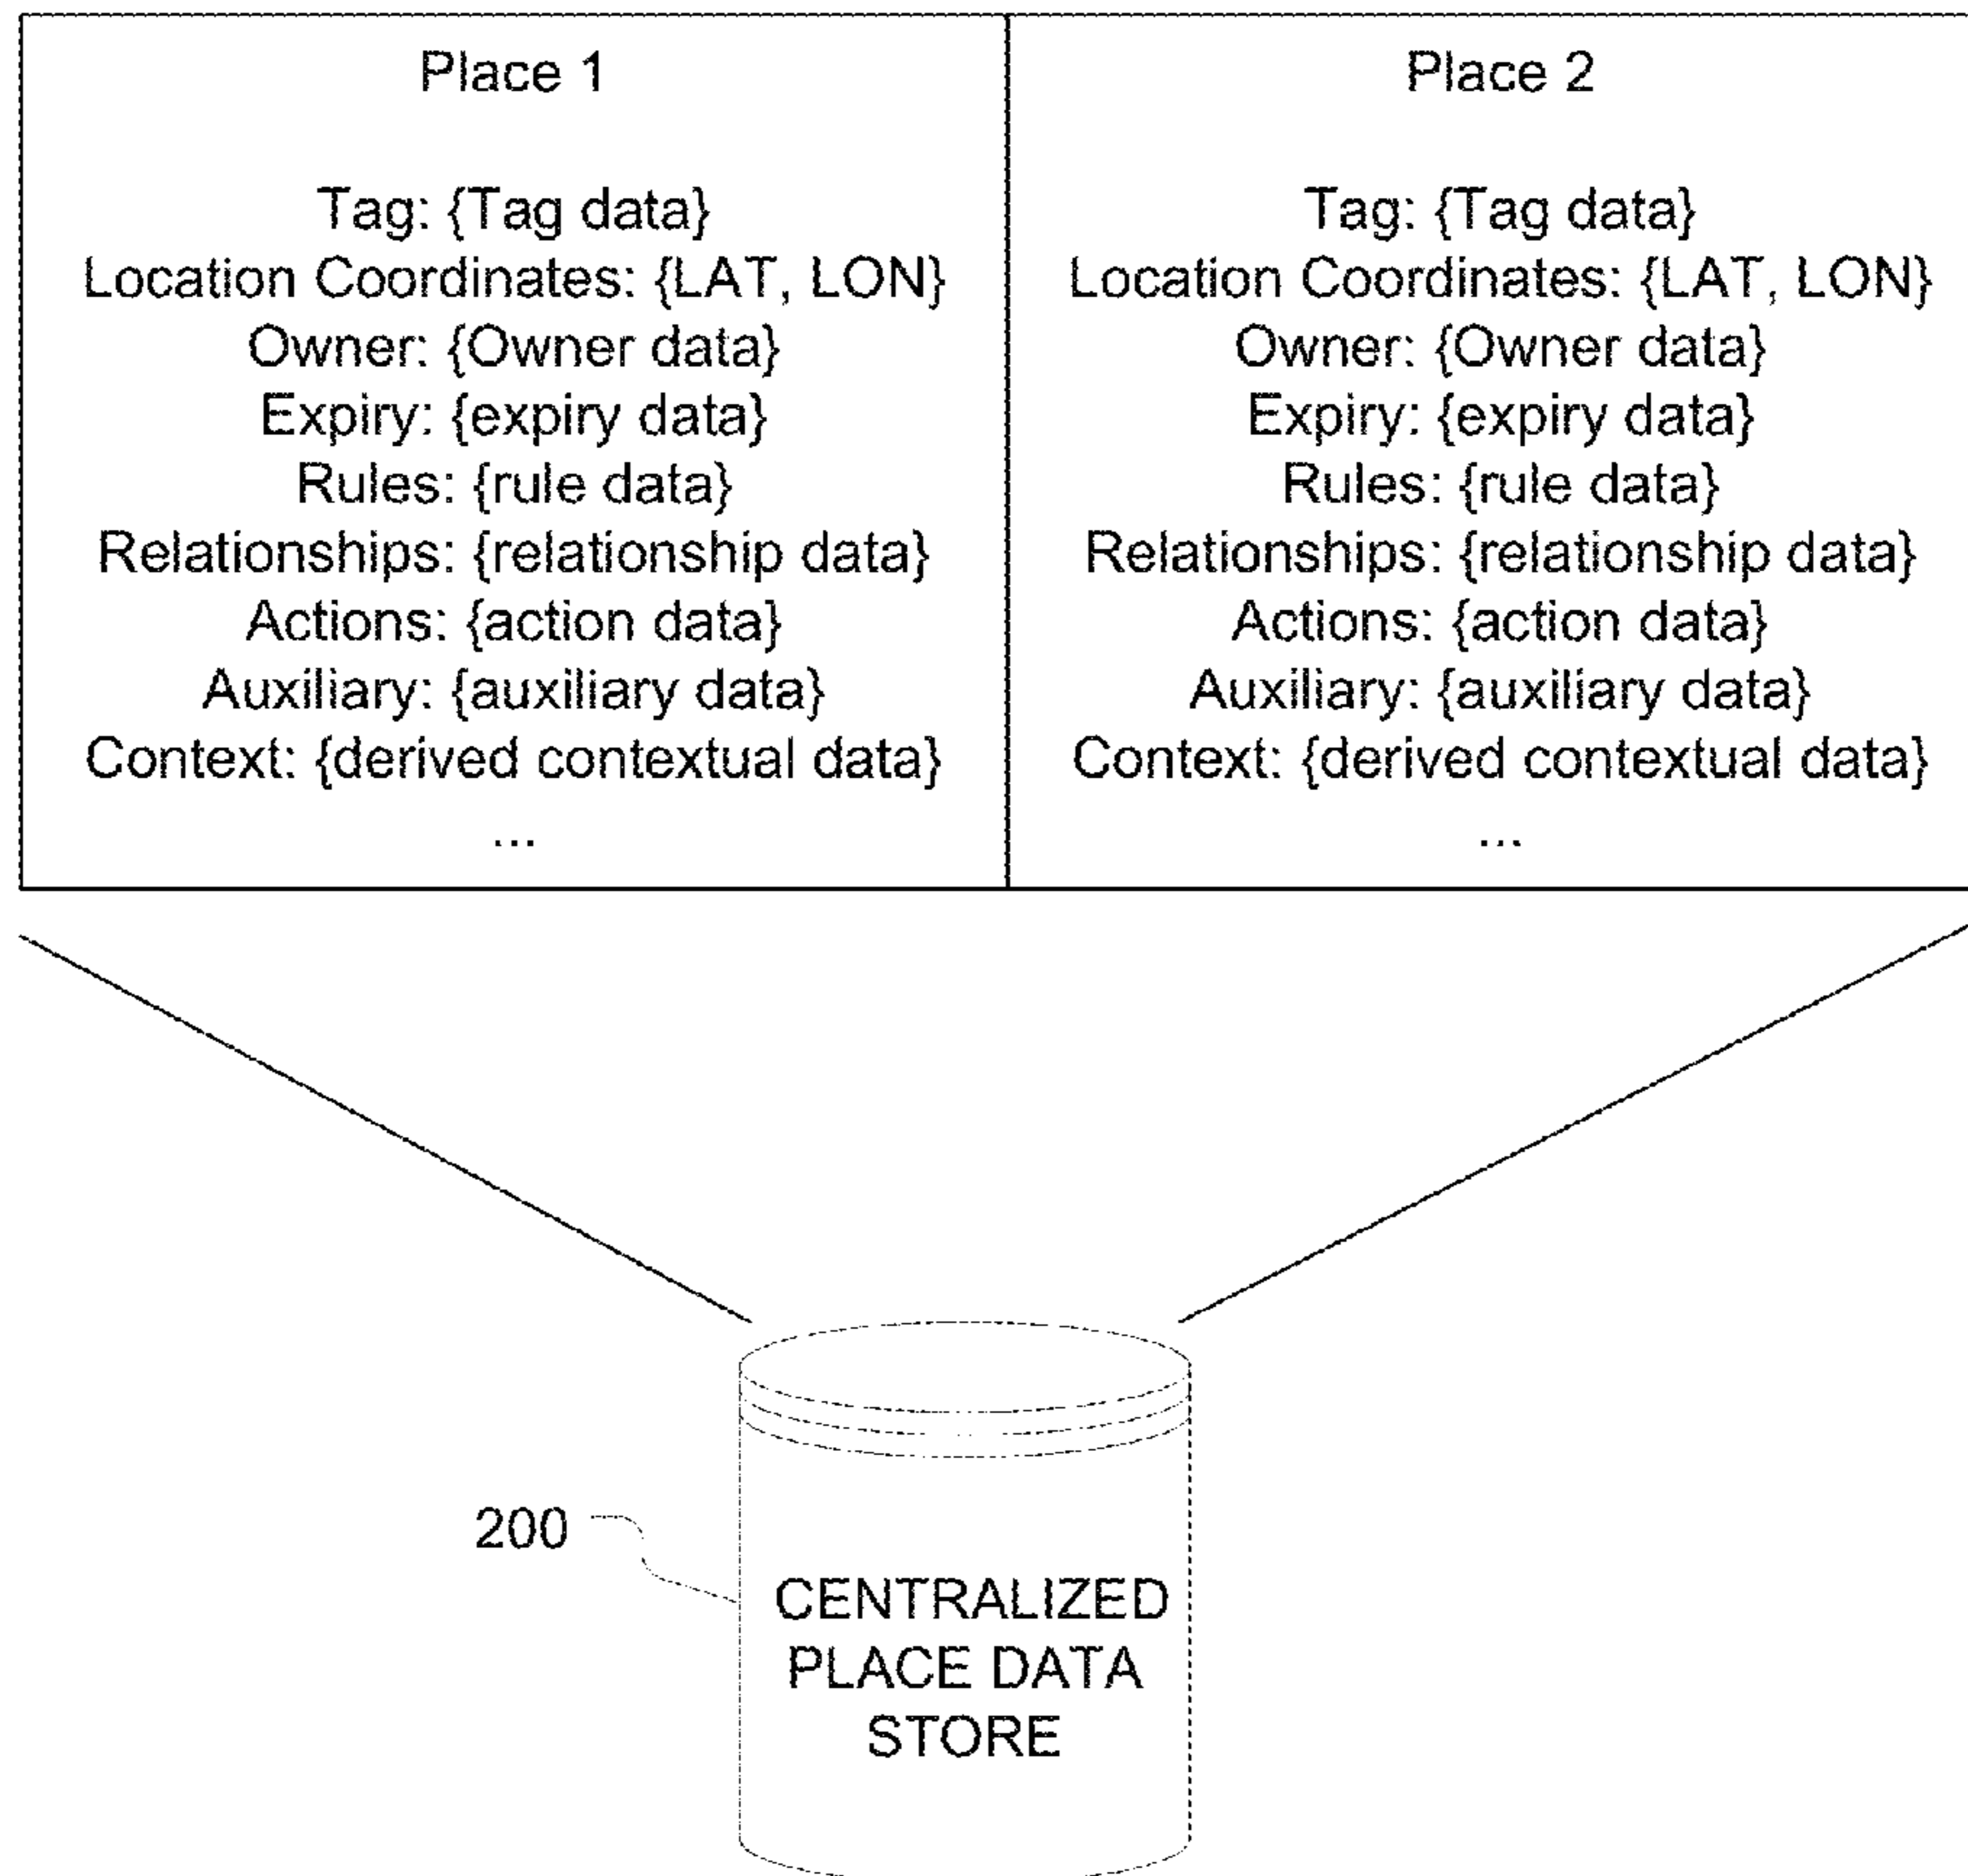 Place 1
Tag: {Tag data}
Location Coordinates: {LAT, LON}
Owner: {Owner data}
Expiry: {expiry data}
Rules: {rule data}
Relationships: {relationship data}
Actions: {action data}
Auxiliary: {auxiliary data}
Context: {derived contextual data}
...
Place 2
Tag: {Tag data}
Location Coordinates: {LAT, LON}
Owner: {Owner data}
Expiry: {expiry data}
Rules: {rule data}
Relationships: {relationship data}
Actions: {action data}
Auxiliary: {auxiliary data}
Context: {derived contextual data}
...
200
CENTRALIZED
PLACE DATA
STORE